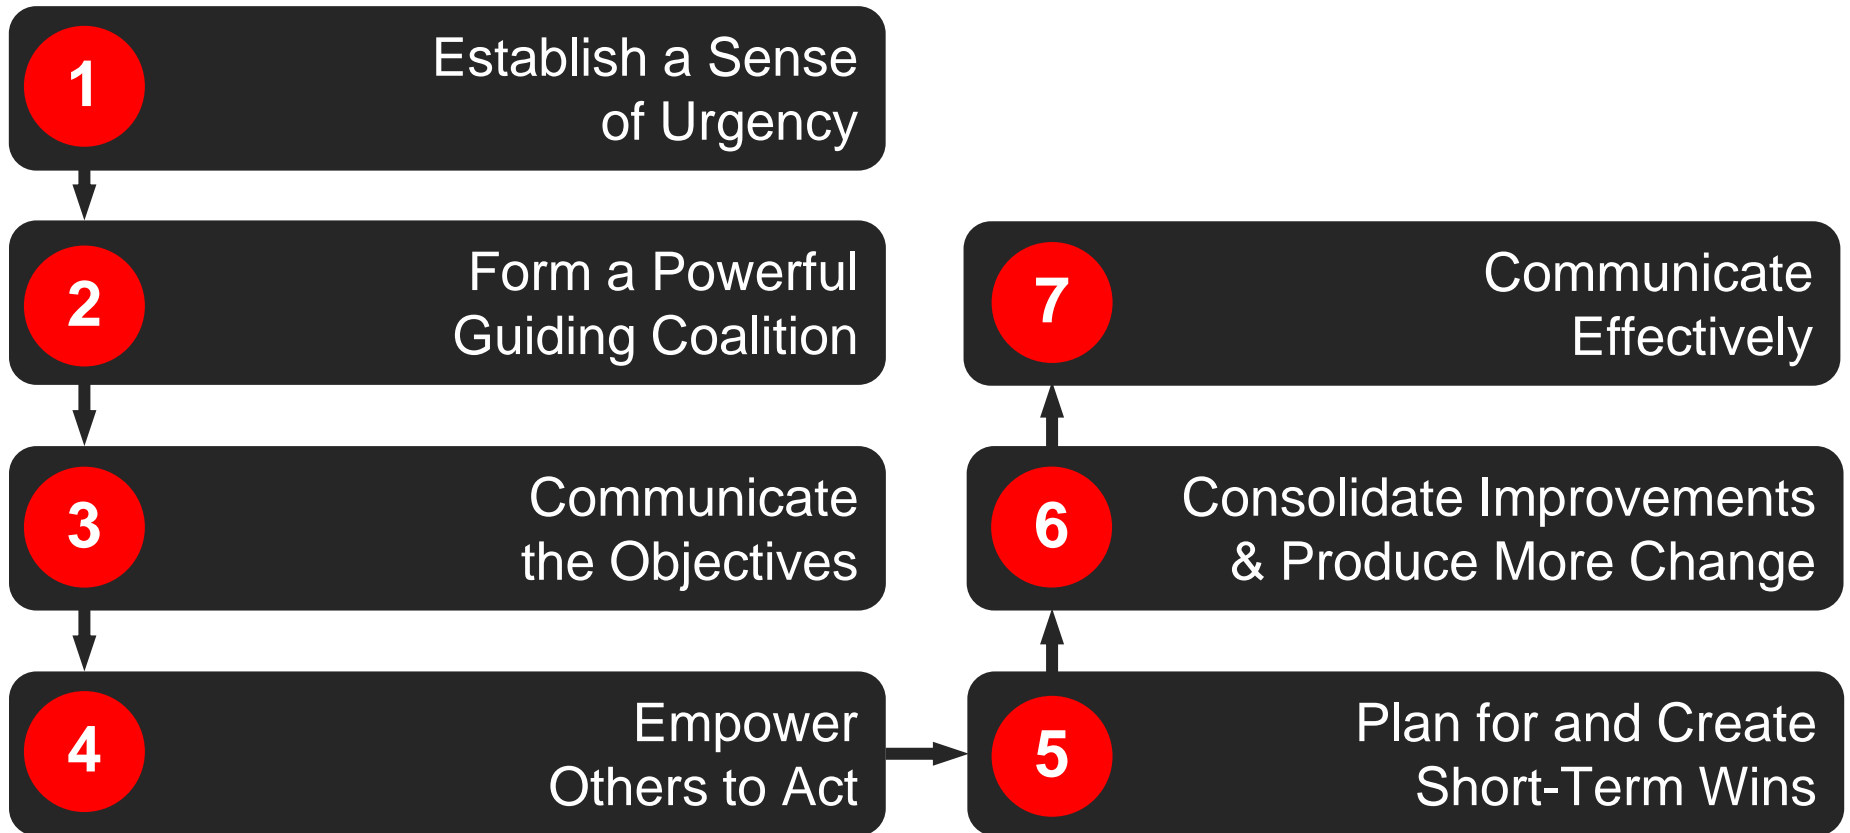 1
Establish a Sense
of Urgency
2
Form a Powerful
Guiding Coalition
3
Communicate
the Objectives
4
Empower
Others to Act
5
Plan for and Create
Short-Term Wins
6
Consolidate Improvements
& Produce More Change
7
Communicate
Effectively